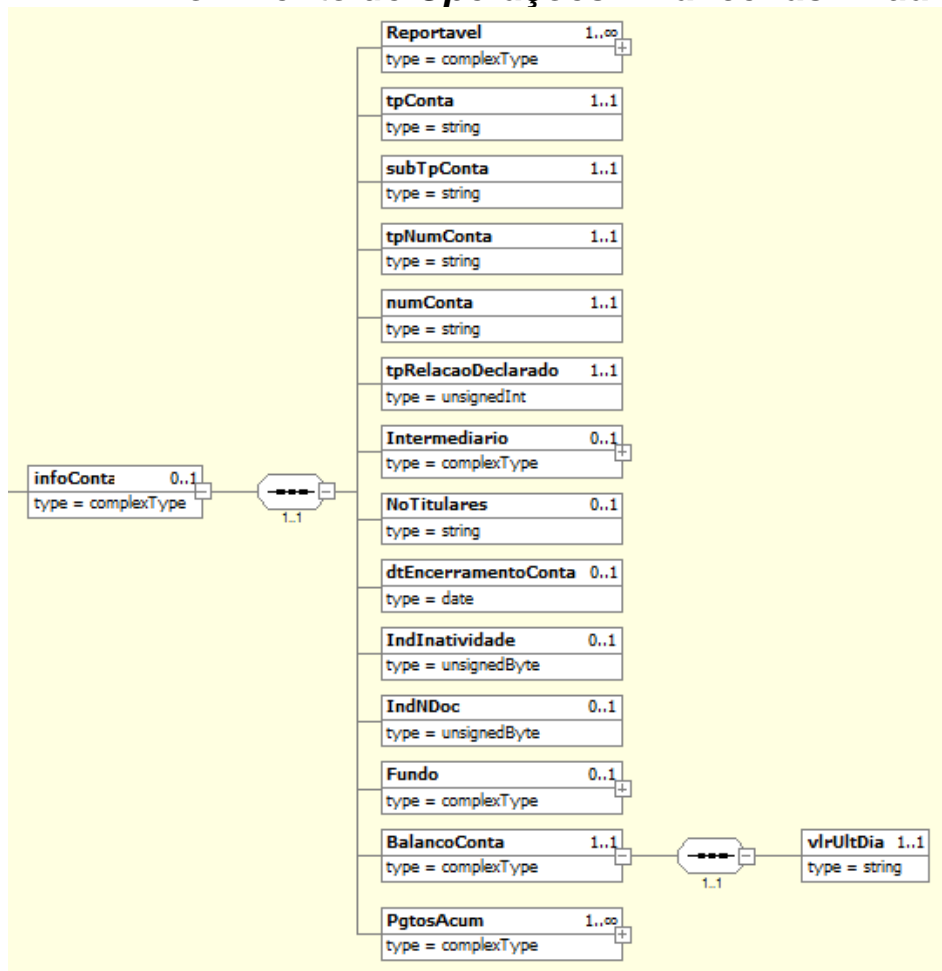 Reportavel 1..∞
type = complexType
tpConta 1..1
type = string
subTpConta 1..1
type = string
tpNumConta 1..1
type = string
numConta 1..1
type = string
tpRelacaoDeclarado 1..1
type = unsignedInt
Intermediario 0..1
type = complexType
infoConta 0..1
type = complexType
1..1
NoTitulares 0..1
type = string
dtEncerramentoConta 0..1
type = date
IndInatividade 0..1
type = unsignedByte
IndNDoc 0..1
type = unsignedByte
Fundo 0..1
type = complexType
BalancoConta 1..1
type = complexType
1..1
vlrUltDia 1..1
type = string
PgtosAcum 1..∞
type = complexType